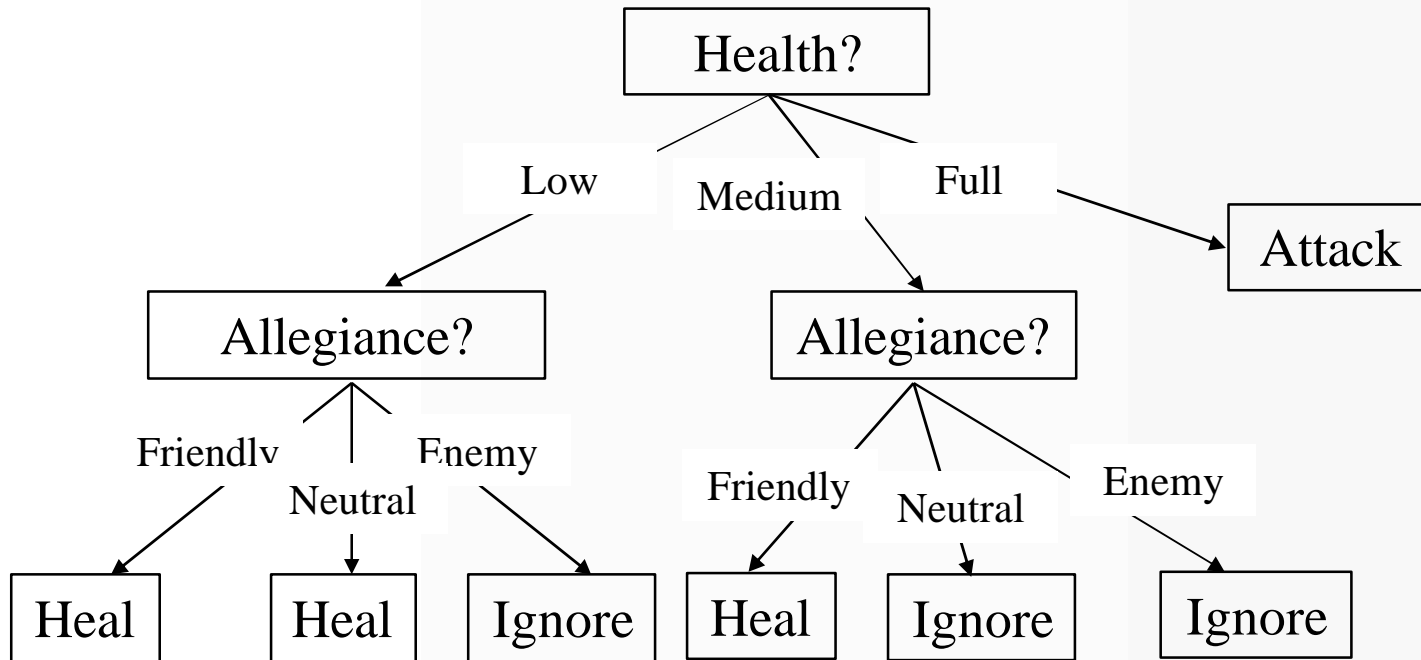 Health?
Low
Medium
Full
Attack
Allegiance?
Allegiance?
Friendly
Neutral
Enemy
Friendly
Neutral
Enemy
Heal
Heal
Ignore
Heal
Ignore
Ignore